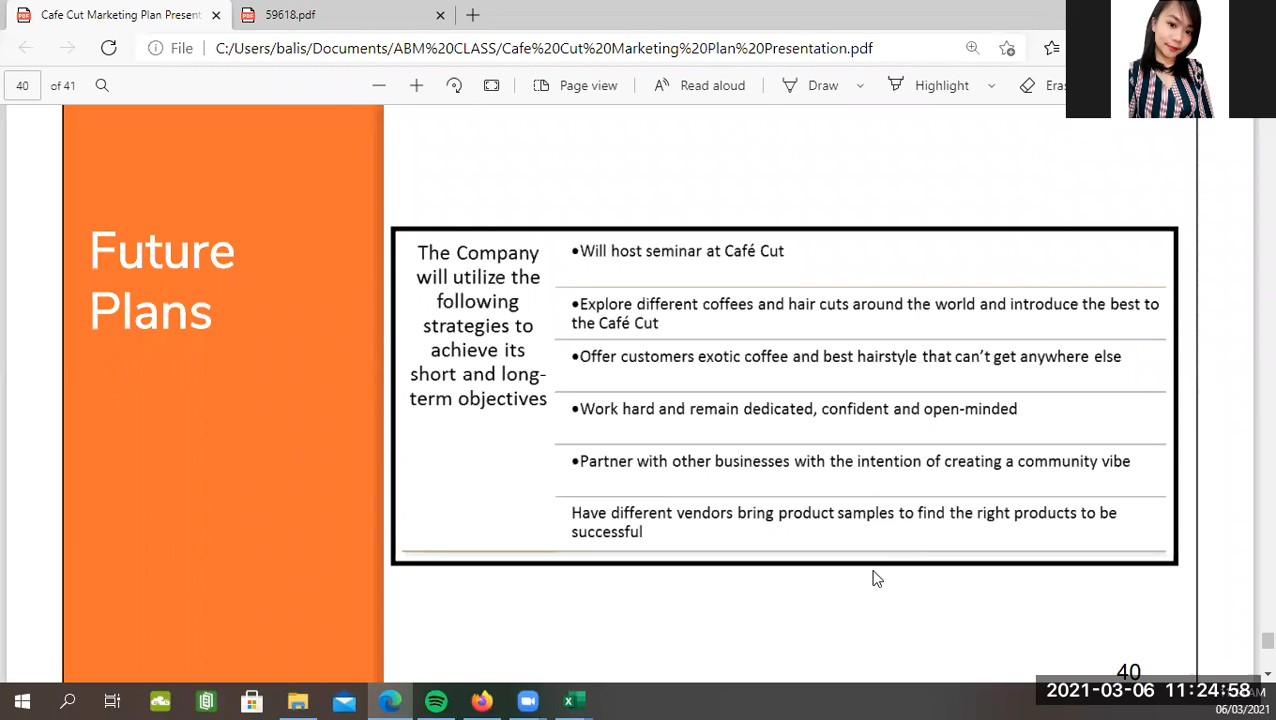 Cafe Cut Marketing Plan Present
59618.pdf
File
C:/Users/balis/Documents/ABM%20CLASS/Cafe%20Cut%20Marketing%20Plan%20Presentation.pdf
40
of 41
Page view
Read aloud
Draw
Highlight
Eras
Future
Plans
The Company
will utilize the
following
strategies to
achieve its
short and long-
term objectives
•Will host seminar at Café Cut
•Explore different coffees and hair cuts around the world and introduce the best to
the Café Cut
•Offer customers exotic coffee and best hairstyle that can't get anywhere else
•Work hard and remain dedicated, confident and open-minded
•Partner with other businesses with the intention of creating a community vibe
Have different vendors bring product samples to find the right products to be
successful
40
2021-03-06 11:24:58
06/03/2021